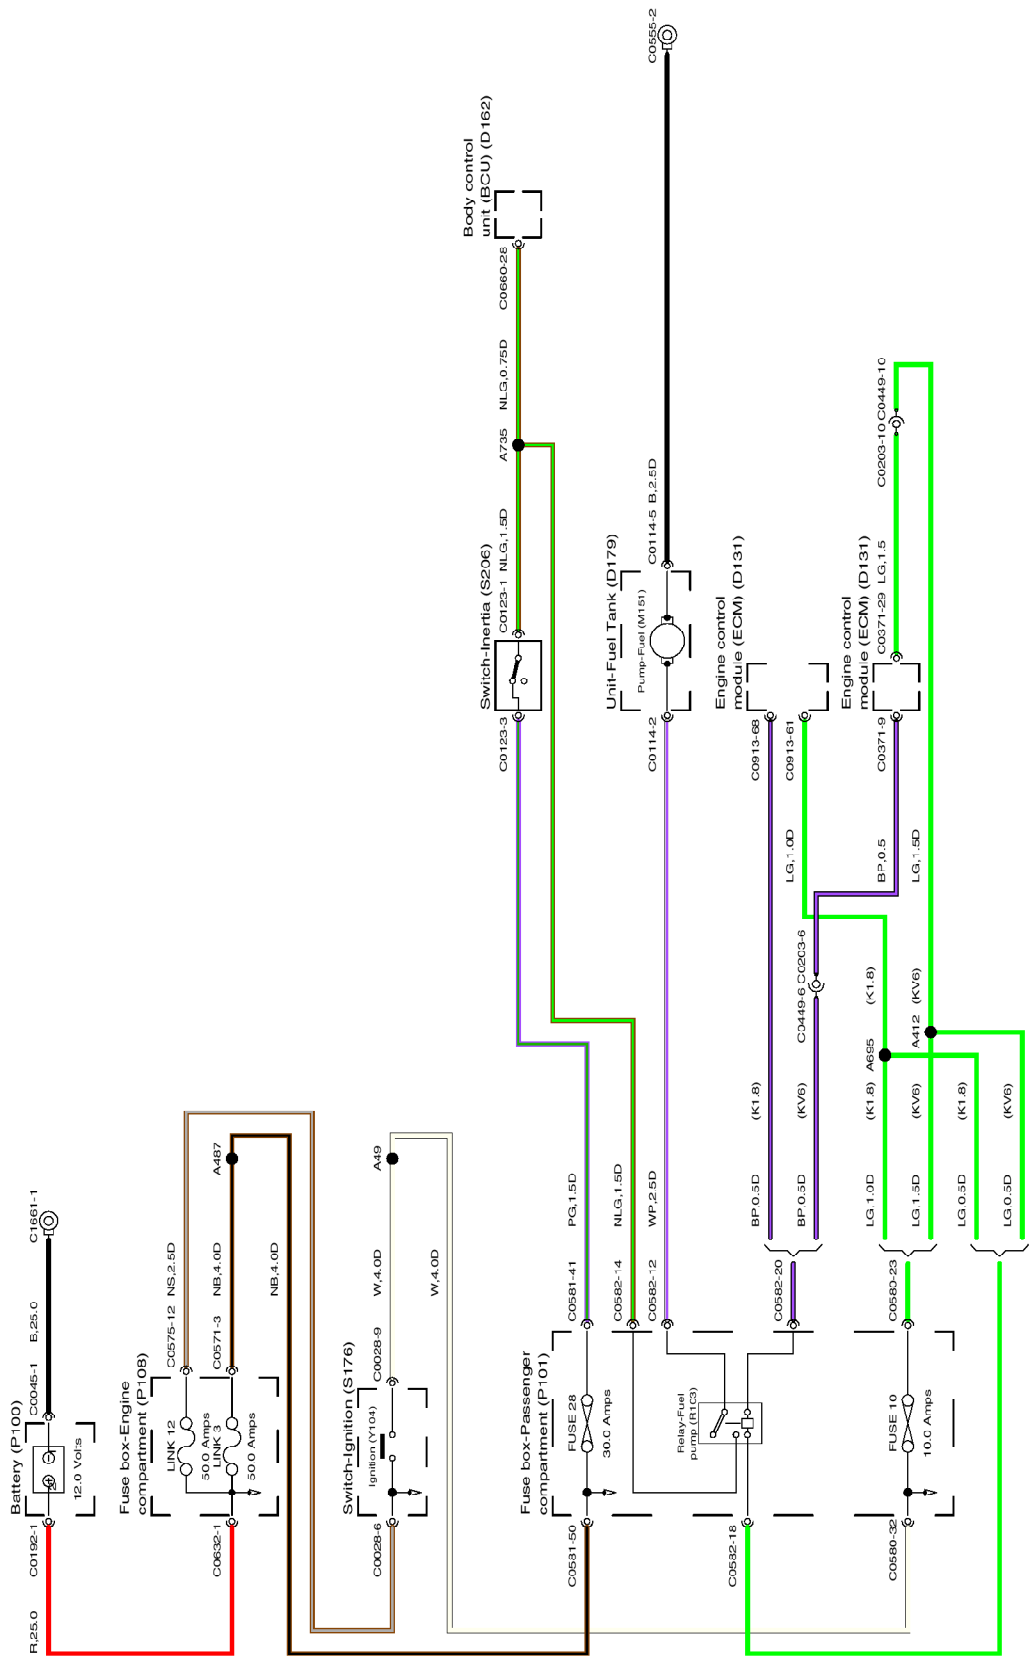 Battery (P100)
C0192-1
C0045-1
R,25.0
12.0 Volts
B,25.0
C1661-1
Fuse box-Engine
compartment (P108)
C0632-1
LINK 12
50.0 Amps
LINK 3
50.0 Amps
C0575-12
NS,2.5D
C0571-3
NB,4.0D
NB,4.0D
A487
Switch-Ignition (S176)
Ignition (Y104)
C0028-6
C0028-9
W,4.0D
W,4.0D
A49
Body control
unit (BCU) (D162)
C0660-28
NLG,0.75D
A735
Switch-Inertia (S206)
C0123-1
NLG,1.5D
C0123-3
Fuse box-Passenger
compartment (P101)
C0581-50
FUSE 28
30.0 Amps
C0581-41
PG,1.5D
C0582-14
NLG,1.5D
C0582-12
WP,2.5D
Unit-Fuel Tank (D179)
Pump-Fuel (M151)
C0114-2
C0114-5
B,2.5D
C0555-2
Relay-Fuel
pump (R103)
C0582-18
C0582-20
BP,0.5D
(K1.8)
BP,0.5D
(KV6)
Engine control
module (ECM) (D131)
C0913-68
C0913-61
LG,1.0D
Engine control
module (ECM) (D131)
C0371-9
C0371-29
LG,1.5
BP,0.5
LG,1.5D
C0449-6
C0203-6
C0203-10
C0449-10
(K1.8)
(KV6)
A695
A412
FUSE 10
10.0 Amps
C0580-32
C0580-23
LG,1.0D
(K1.8)
LG,1.5D
(KV6)
LG,0.5D
(K1.8)
LG,0.5D
(KV6)